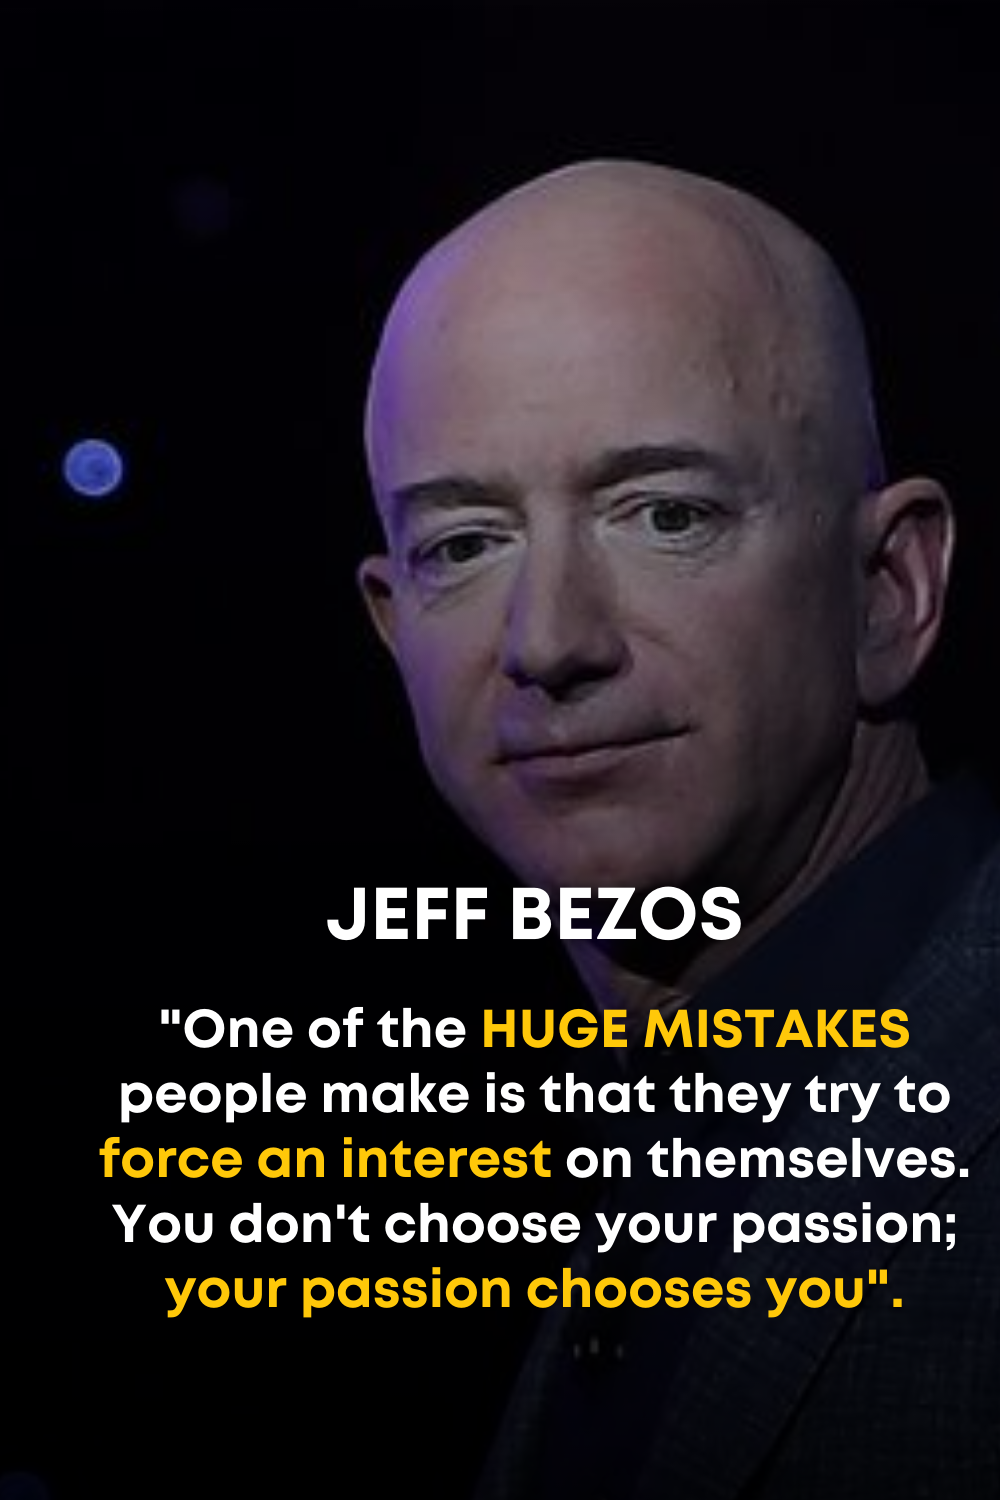 JEFF BEZOS
"One of the HUGE MISTAKES
people make is that they try to
force an interest on themselves.
You don't choose your passion;
your passion chooses you".